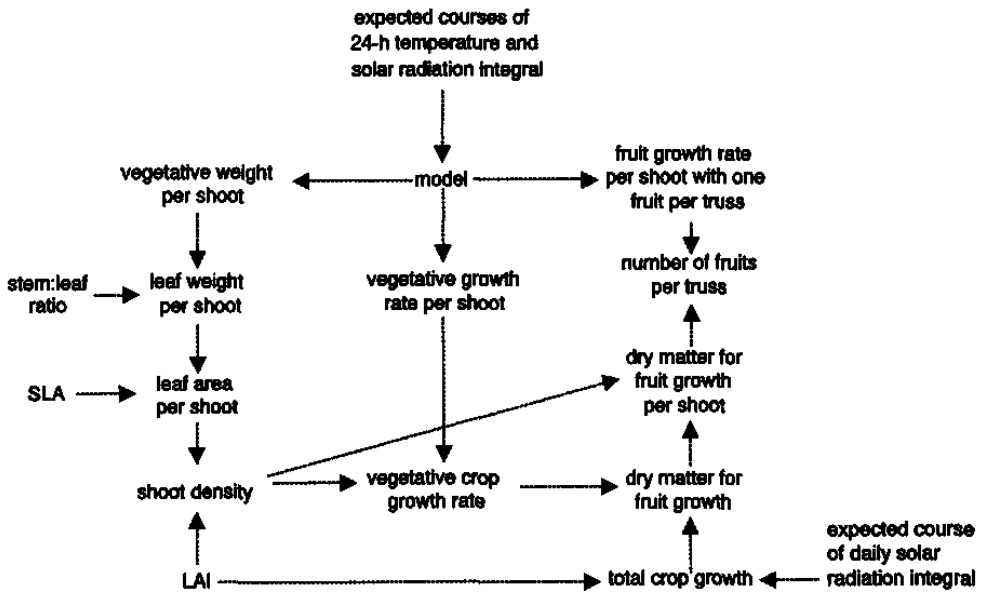 expected courses of
24-h temperature and
solar radiation integral
vegetative weight
per shoot
model
fruit growth rate
per shoot with one
fruit per truss
stem:leaf
ratio
leaf weight
per shoot
vegetative growth
rate per shoot
number of fruits
per truss
SLA
leaf area
per shoot
dry matter for
fruit growth
per shoot
shoot density
vegetative crop
growth rate
dry matter for
fruit growth
LAI
total crop growth
expected course
of daily solar
radiation integral